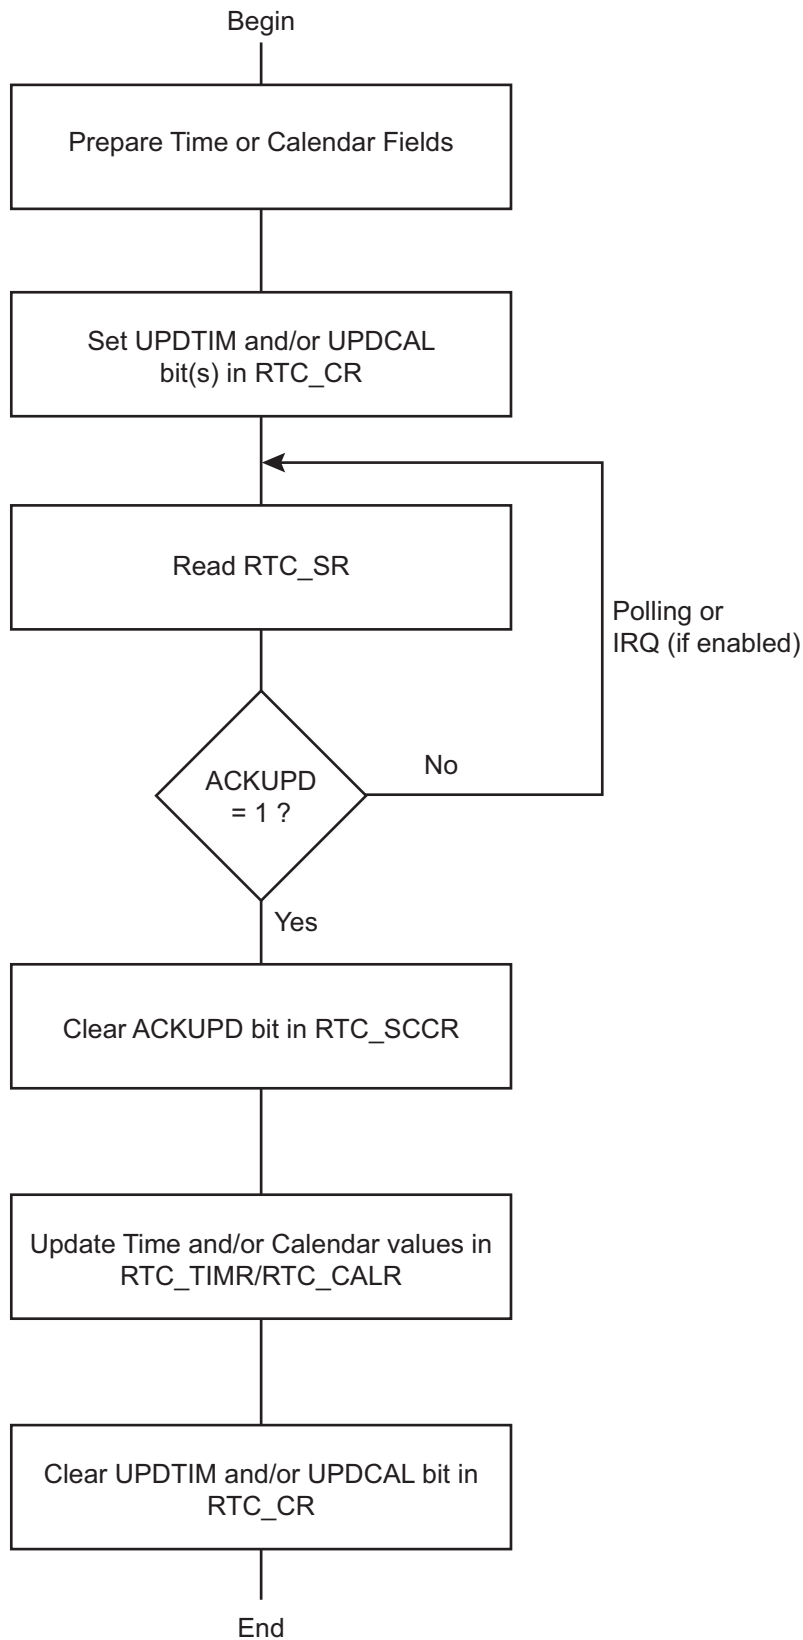 Begin
Prepare Time or Calendar Fields
Set UPDTIM and/or UPDCAL
bit(s) in RTC_CR
Read RTC_SR
Polling or
IRQ (if enabled)
ACKUPD
= 1 ?
No
Yes
Clear ACKUPD bit in RTC_SCCR
Update Time and/or Calendar values in
RTC_TIMR/RTC_CALR
Clear UPDTIM and/or UPDCAL bit in
RTC_CR
End